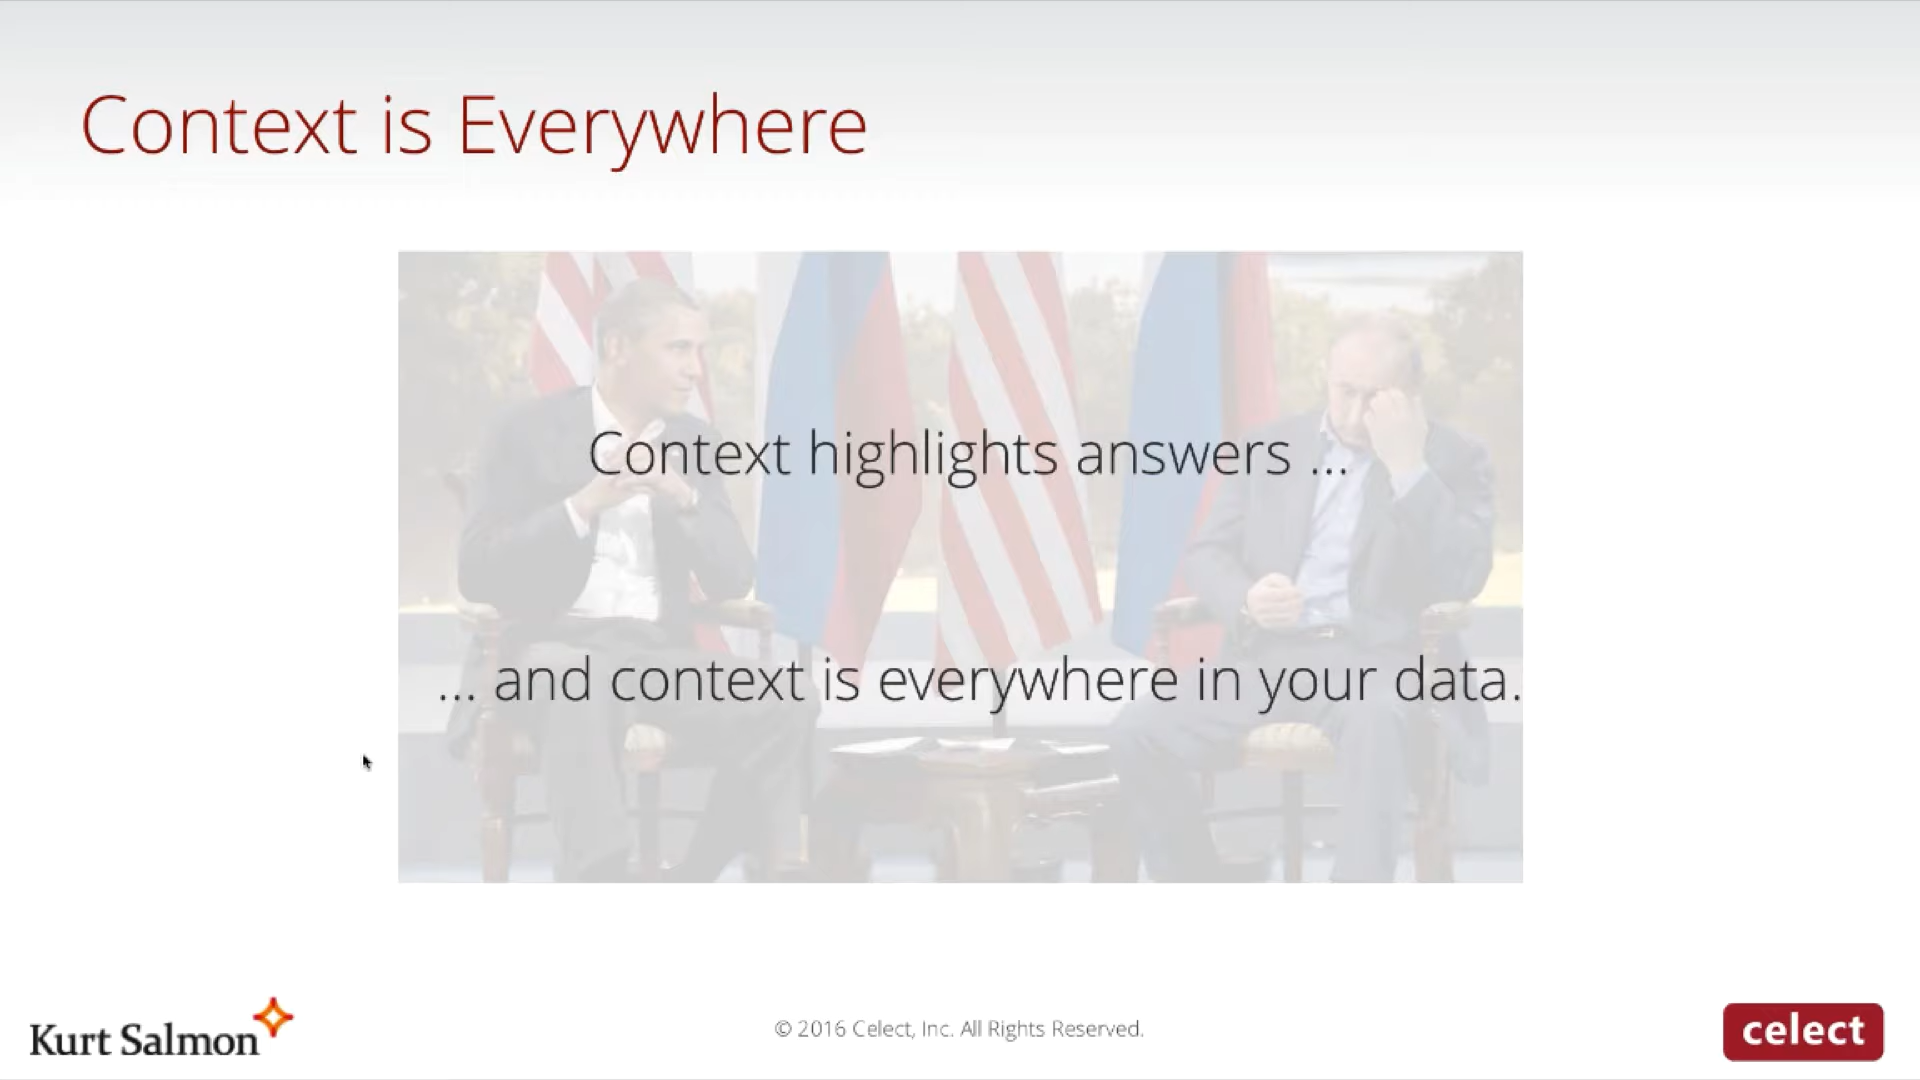 Context is Everywhere
Context highlights answers ...
... and context is everywhere in your data.
Kurt Salmon
© 2016 Celect, Inc. All Rights Reserved.
celect